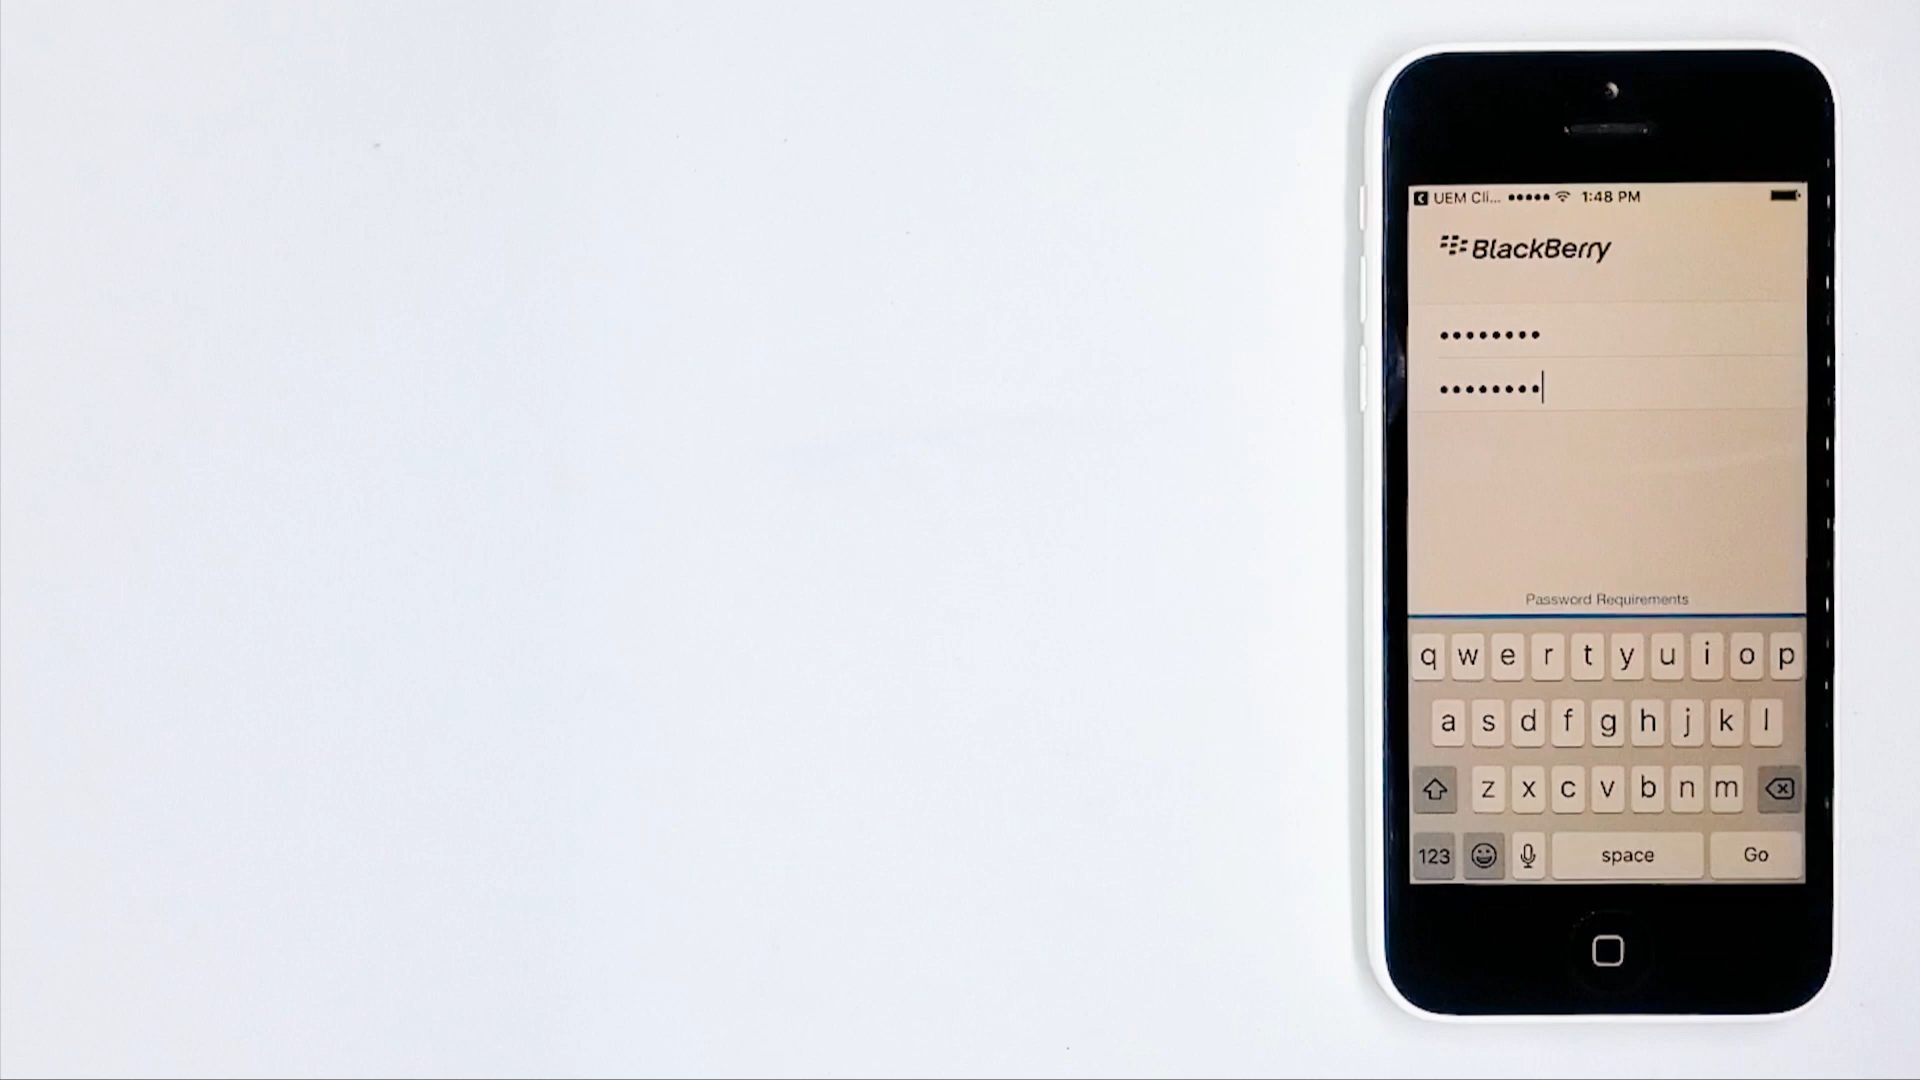 UEM Cli... ●●●●● 1:48 PM
BlackBerry
••••••••
••••••••
Password Requirements
q w e r t y u i o p
a s d f g h j k l
z x c v b n m
123 space Go